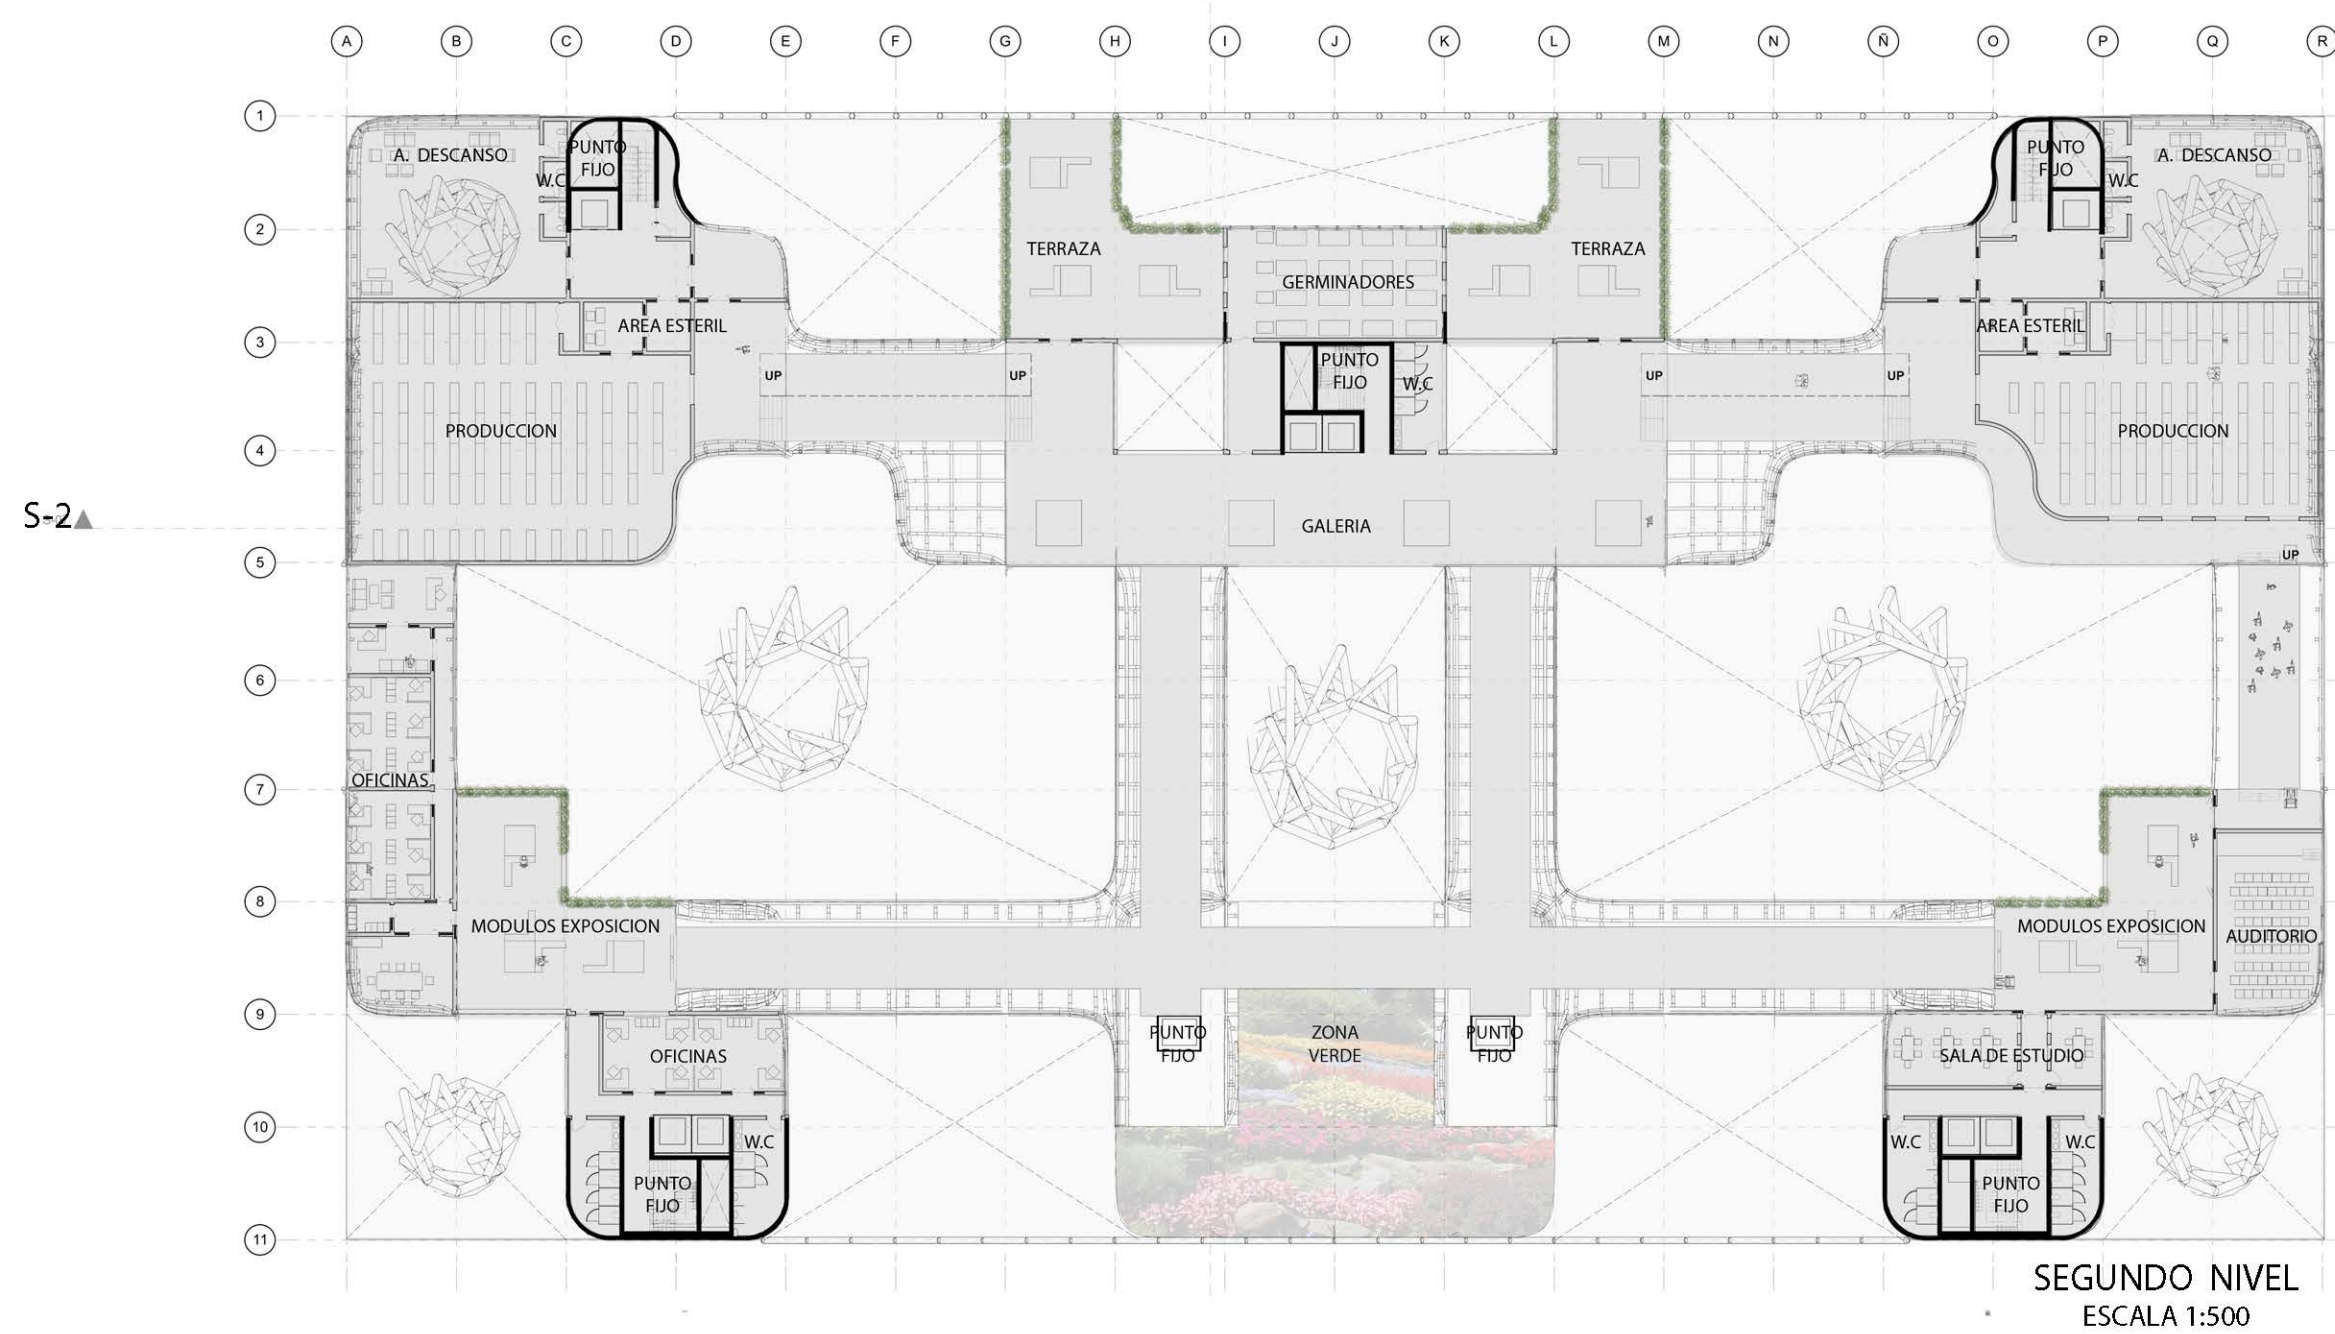 A B C D E F G H I J K L M N Ñ O P Q R
1
A. DESCANSO
PUNTO
FIJO
W.C
PUNTO
FIJO
W.C
A. DESCANSO
2
TERRAZA
GERMINADORES
TERRAZA
AREA ESTERIL
AREA ESTERIL
3
UP
UP
PUNTO
FIJO
W.C
UP
UP
PRODUCCION
PRODUCCION
4
S-2
GALERIA
5
UP
6
OFICINAS
7
8
MODULOS EXPOSICION
MODULOS EXPOSICION
AUDITORIO
9
PUNTO
FIJO
ZONA
VERDE
PUNTO
FIJO
OFICINAS
SALA DE ESTUDIO
10
W.C
W.C
W.C
PUNTO
FIJO
PUNTO
FIJO
11
SEGUNDO NIVEL
ESCALA 1:500